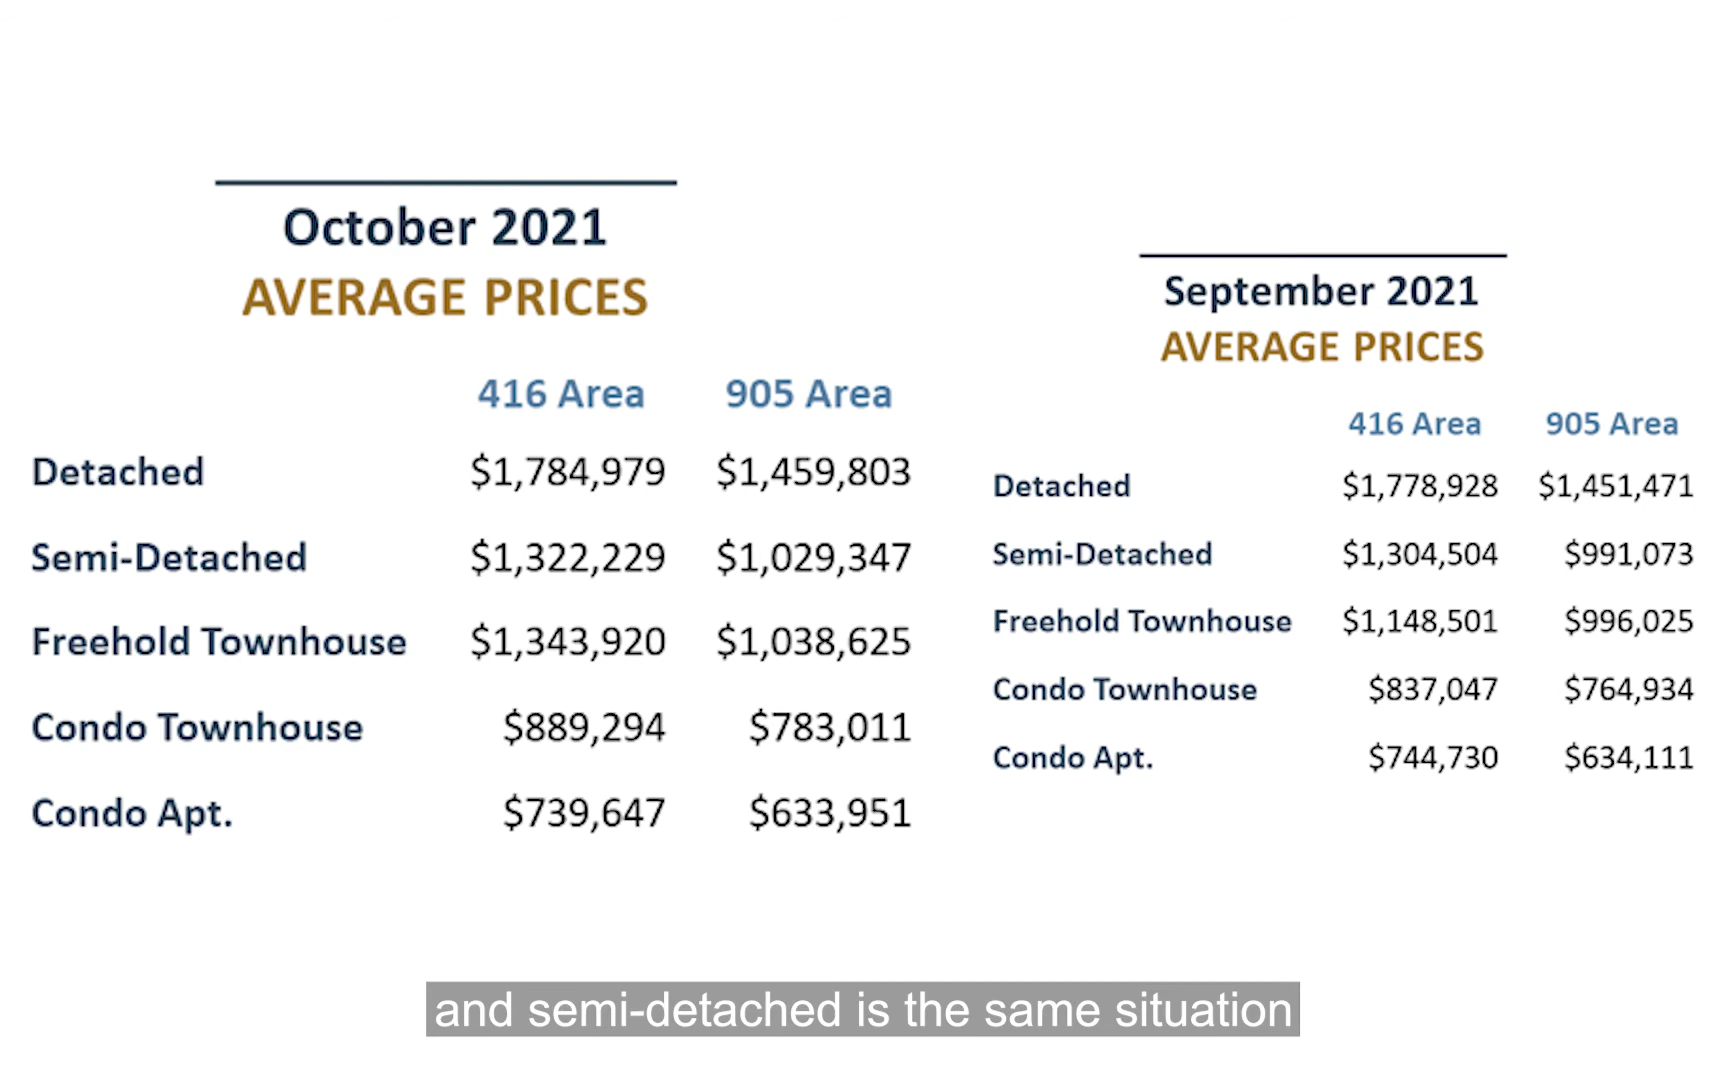 October 2021
AVERAGE PRICES
416 Area 905 Area
Detached $1,784,979 $1,459,803
Semi-Detached $1,322,229 $1,029,347
Freehold Townhouse $1,343,920 $1,038,625
Condo Townhouse $889,294 $783,011
Condo Apt. $739,647 $633,951
September 2021
AVERAGE PRICES
416 Area 905 Area
Detached $1,778,928 $1,451,471
Semi-Detached $1,304,504 $991,073
Freehold Townhouse $1,148,501 $996,025
Condo Townhouse $837,047 $764,934
Condo Apt. $744,730 $634,111
and semi-detached is the same situation